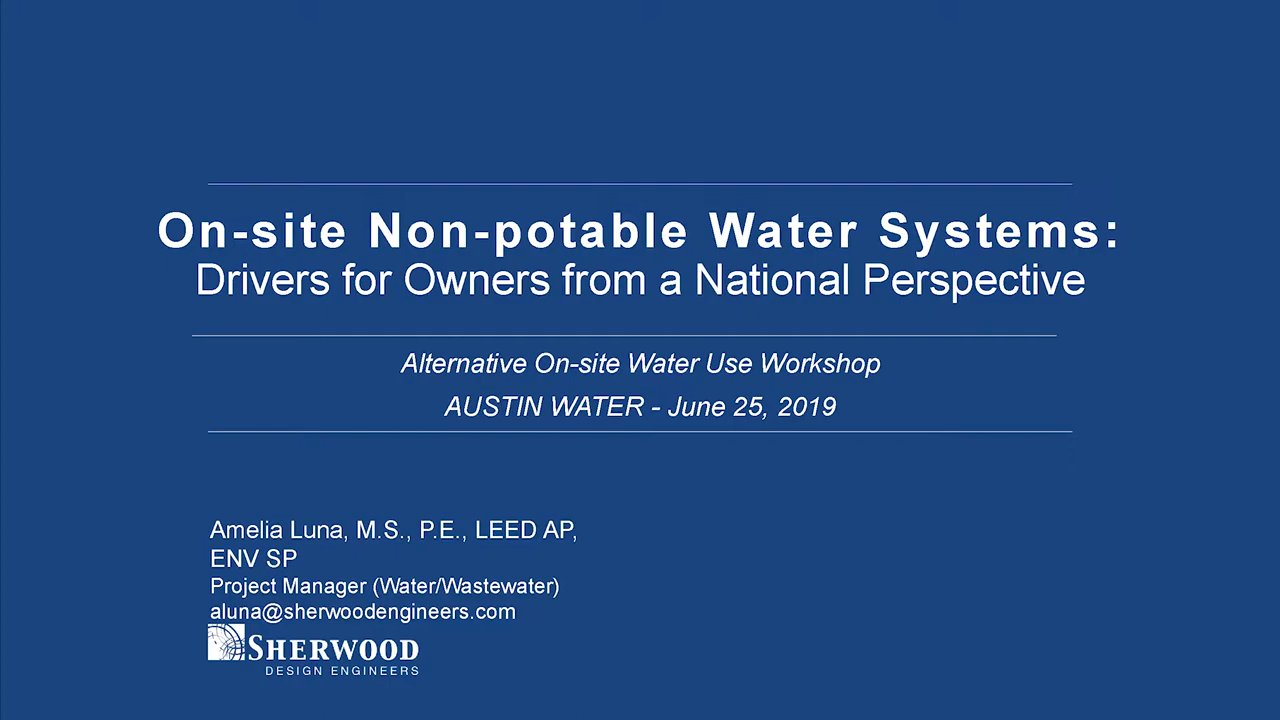 On-site Non-potable Water Systems:
Drivers for Owners from a National Perspective
Alternative On-site Water Use Workshop
AUSTIN WATER - June 25, 2019
Amelia Luna, M.S., P.E., LEED AP,
ENV SP
Project Manager (Water/Wastewater)
aluna@sherwoodengineers.com
SHERWOOD
DESIGN ENGINEERS